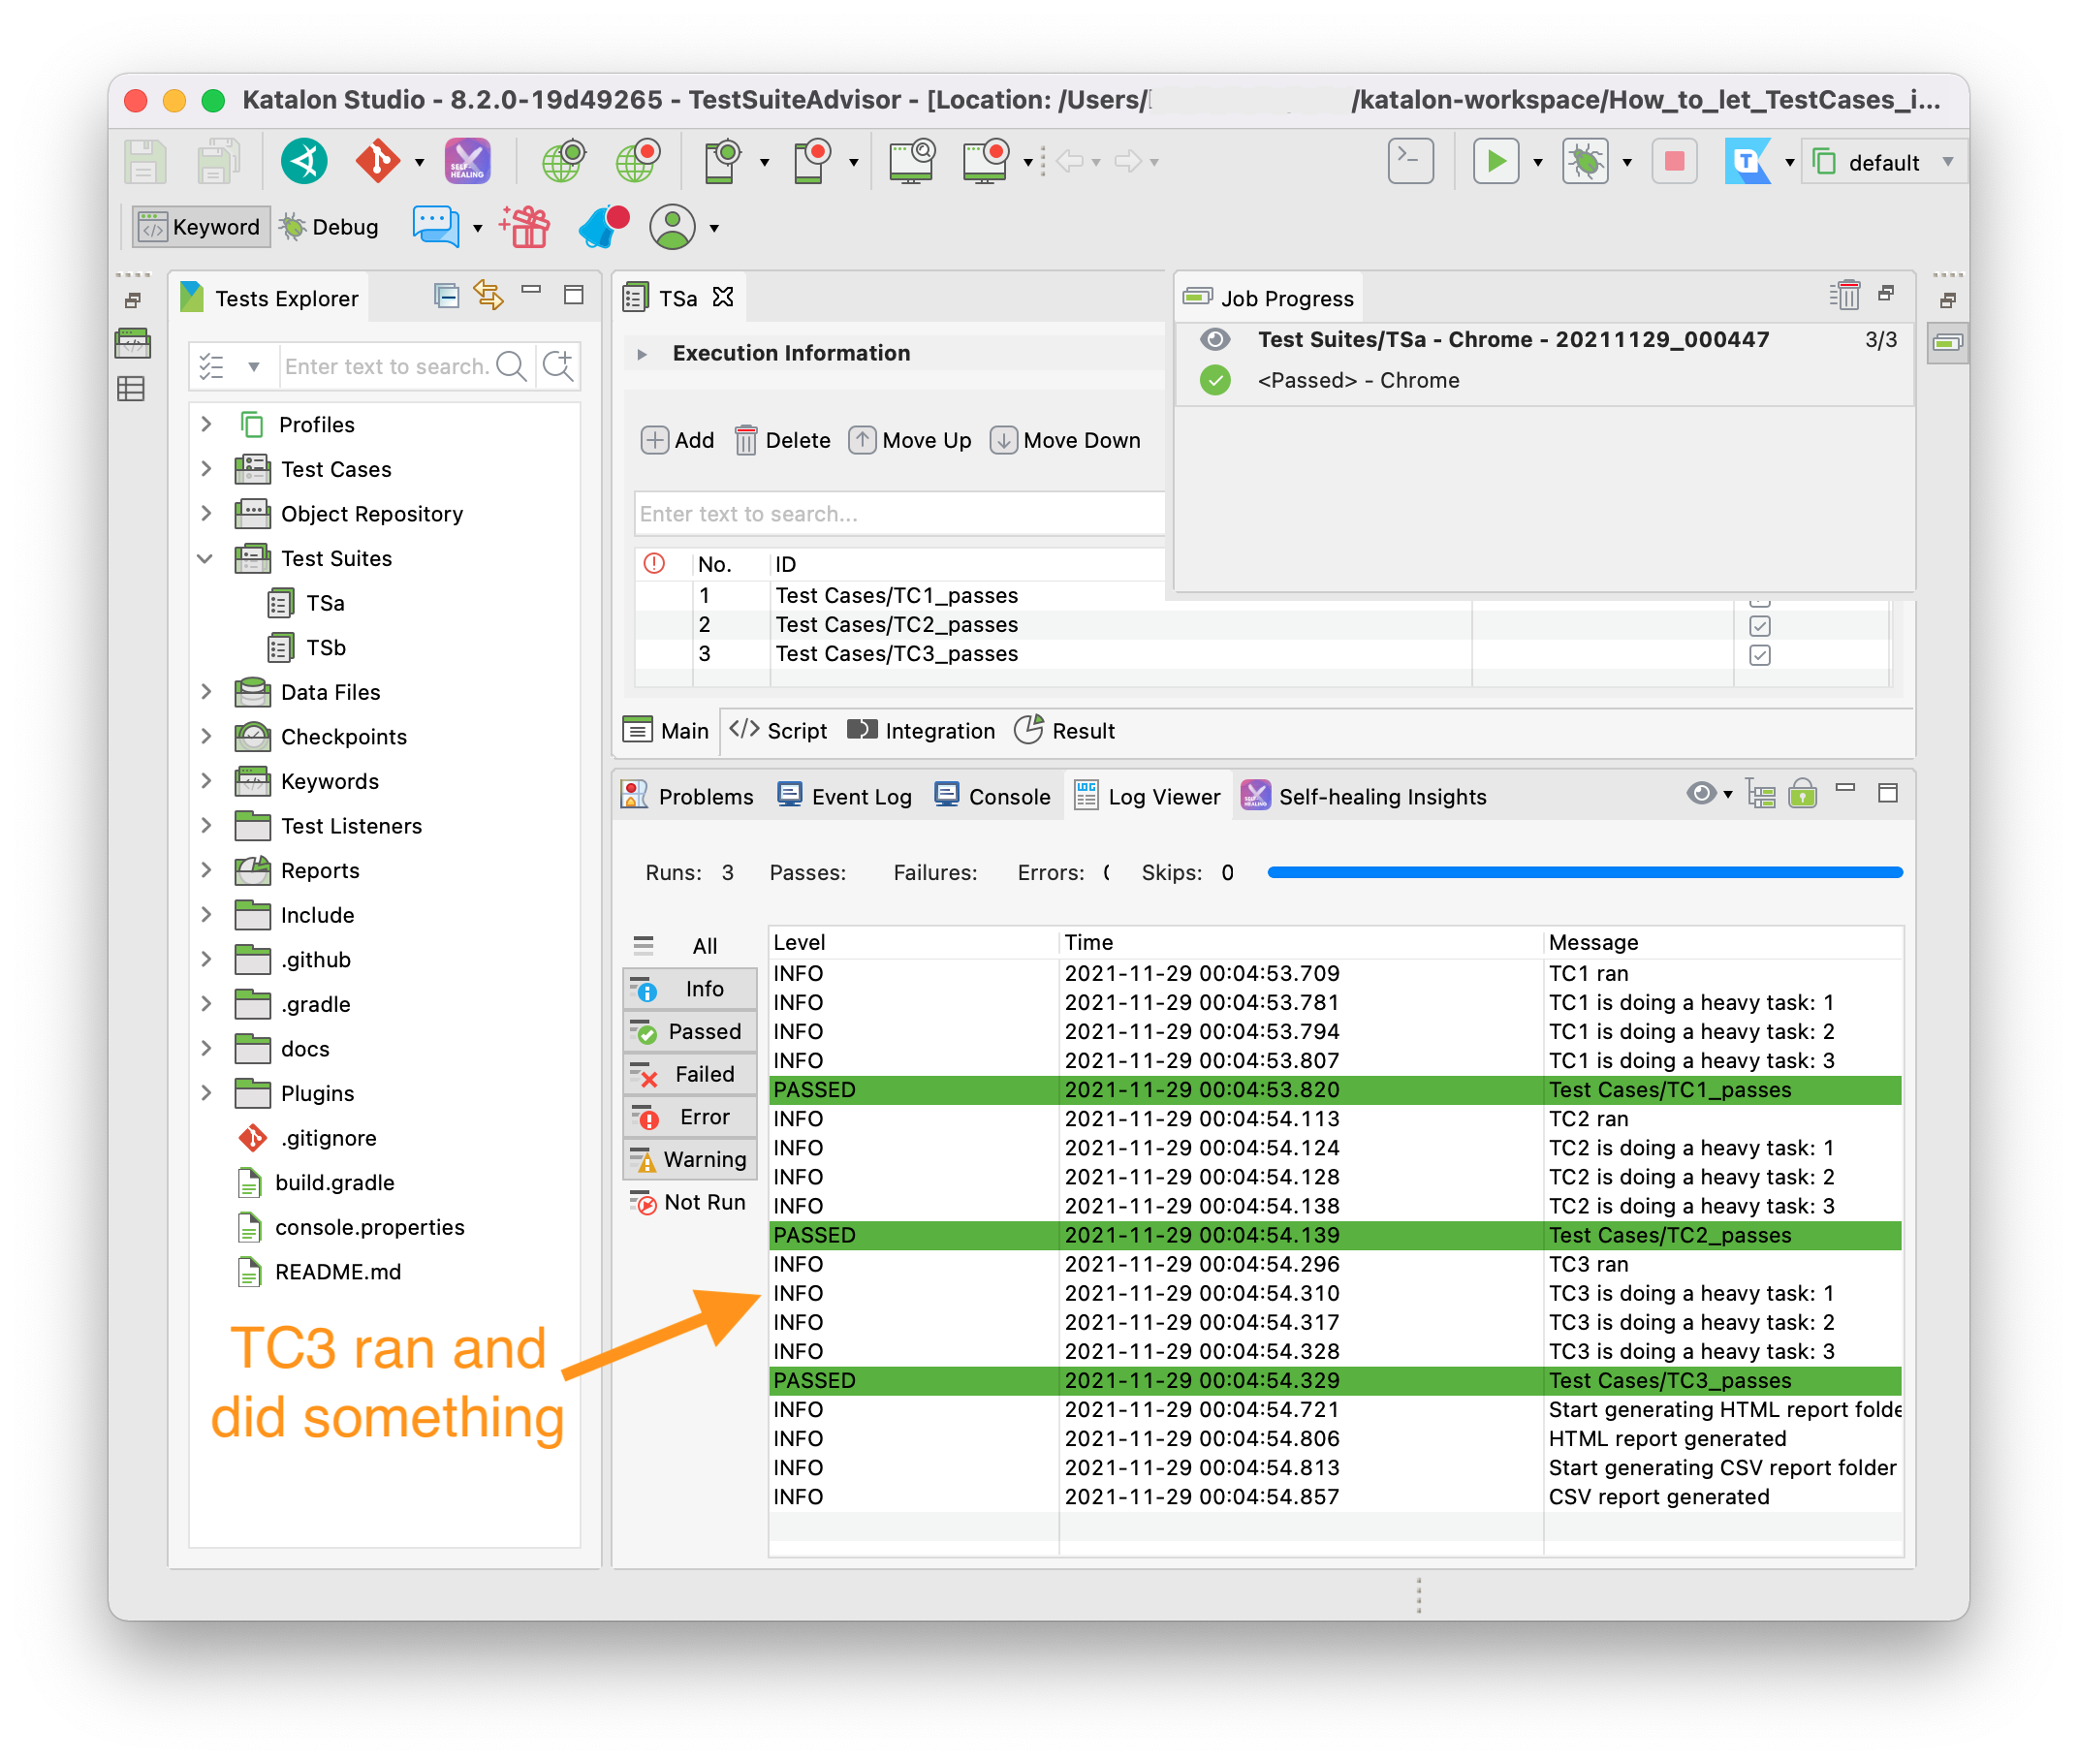 Katalon Studio - 8.2.0-19d49265 - TestSuiteAdvisor - [Location: /Users/ /katalon-workspace/How_to_let_TestCases_i...
SELF-HEALING
default
Keyword
Debug
Tests Explorer
Enter text to search.
Profiles
Test Cases
Object Repository
Test Suites
TSa
TSb
Data Files
Checkpoints
Keywords
Test Listeners
Reports
Include
.github
.gradle
docs
Plugins
.gitignore
build.gradle
console.properties
README.md
TC3 ran and
did something
TSa
Execution Information
Add Delete Move Up Move Down
Enter text to search...
No. ID
1 Test Cases/TC1_passes
2 Test Cases/TC2_passes
3 Test Cases/TC3_passes
Main Script Integration Result
Job Progress
Test Suites/TSa - Chrome - 20211129_000447 3/3
<Passed> - Chrome
Problems Event Log Console Log Viewer Self-healing Insights
Runs: 3 Passes: Failures: Errors: Skips: 0
All
Info
Passed
Failed
Error
Warning
Not Run
Level Time Message
INFO 2021-11-29 00:04:53.709 TC1 ran
INFO 2021-11-29 00:04:53.781 TC1 is doing a heavy task: 1
INFO 2021-11-29 00:04:53.794 TC1 is doing a heavy task: 2
INFO 2021-11-29 00:04:53.807 TC1 is doing a heavy task: 3
PASSED 2021-11-29 00:04:53.820 Test Cases/TC1_passes
INFO 2021-11-29 00:04:54.113 TC2 ran
INFO 2021-11-29 00:04:54.124 TC2 is doing a heavy task: 1
INFO 2021-11-29 00:04:54.128 TC2 is doing a heavy task: 2
INFO 2021-11-29 00:04:54.138 TC2 is doing a heavy task: 3
PASSED 2021-11-29 00:04:54.139 Test Cases/TC2_passes
INFO 2021-11-29 00:04:54.296 TC3 ran
INFO 2021-11-29 00:04:54.310 TC3 is doing a heavy task: 1
INFO 2021-11-29 00:04:54.317 TC3 is doing a heavy task: 2
INFO 2021-11-29 00:04:54.328 TC3 is doing a heavy task: 3
PASSED 2021-11-29 00:04:54.329 Test Cases/TC3_passes
INFO 2021-11-29 00:04:54.721 Start generating HTML report folde
INFO 2021-11-29 00:04:54.806 HTML report generated
INFO 2021-11-29 00:04:54.813 Start generating CSV report folder
INFO 2021-11-29 00:04:54.857 CSV report generated